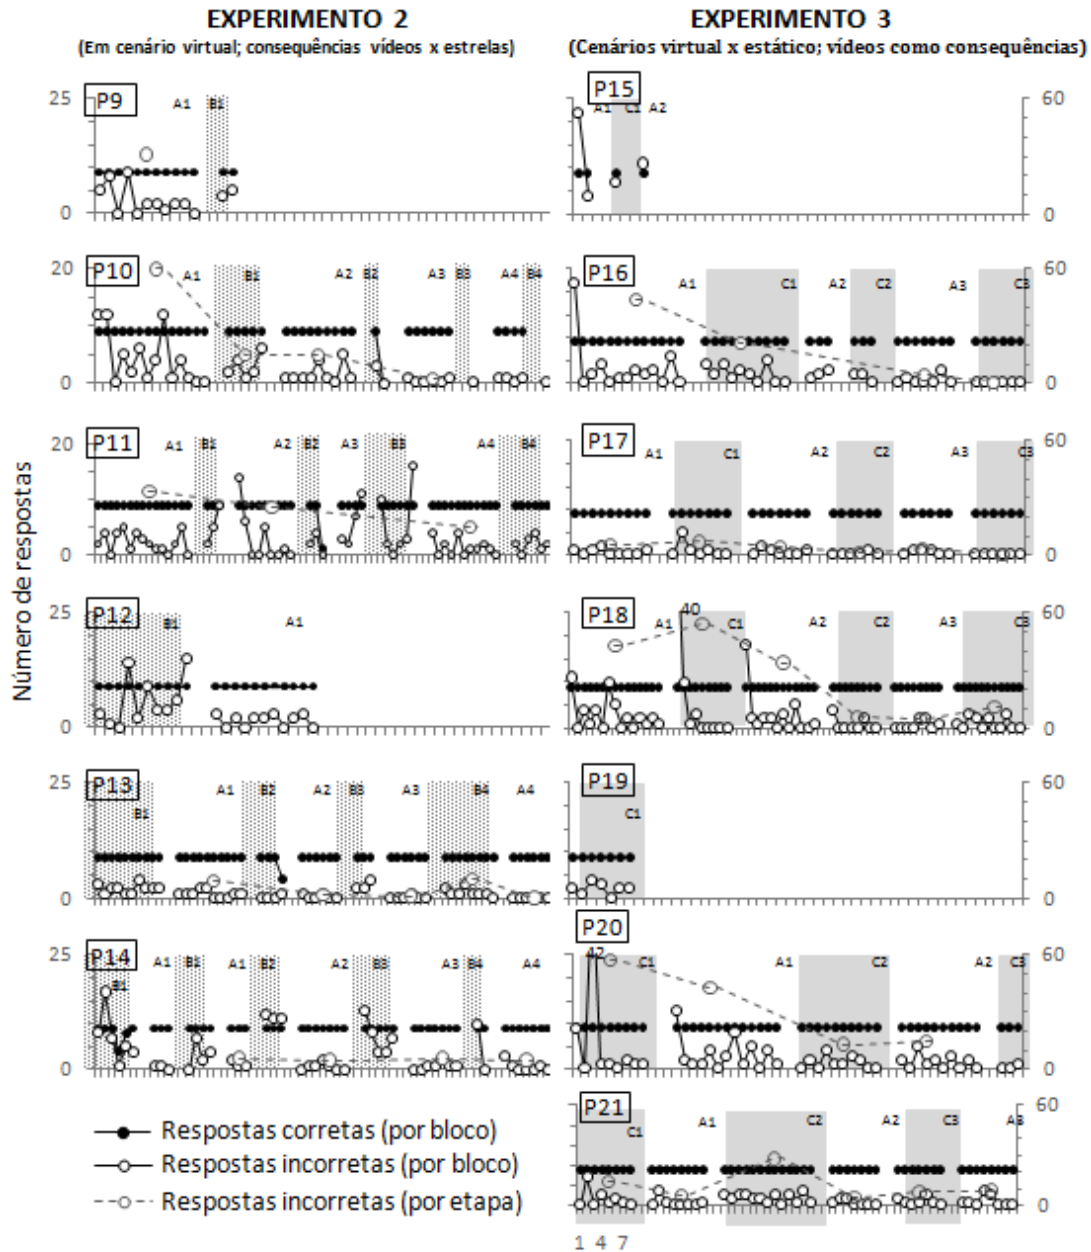 EXPERIMENTO 2
(Em cenário virtual; consequências vídeos x estrelas)
EXPERIMENTO 3
(Cenários virtual x estático; vídeos como consequências)
Número de respostas
25
P9
A1 B1
0
P15
A1 C1 A2
60
0
20
P10
A1 B1 A2 B2 A3 B3 A4 B4
0
P16
A1 C1 A2 C2 A3 C3
60
0
20
P11
A1 B1 A2 B2 A3 B3 A4 B4
0
P17
A1 C1 A2 C2 A3 C3
60
0
25
P12
B1 A1
0
P18
40
A1 C1 A2 C2 A3 C3
60
0
25
P13
B1 A1 B2 A2 B3 A3 B4 A4
0
P19
C1
60
0
25
P14
B1 A1 B1 A1 B2 A2 B3 A3 B4 A4
0
P20
42
C1 A1 C2 A2 C3
60
0
P21
C1 A1 C2 A2 C3 A3
60
0
1 4 7
Respostas corretas (por bloco)
Respostas incorretas (por bloco)
Respostas incorretas (por etapa)